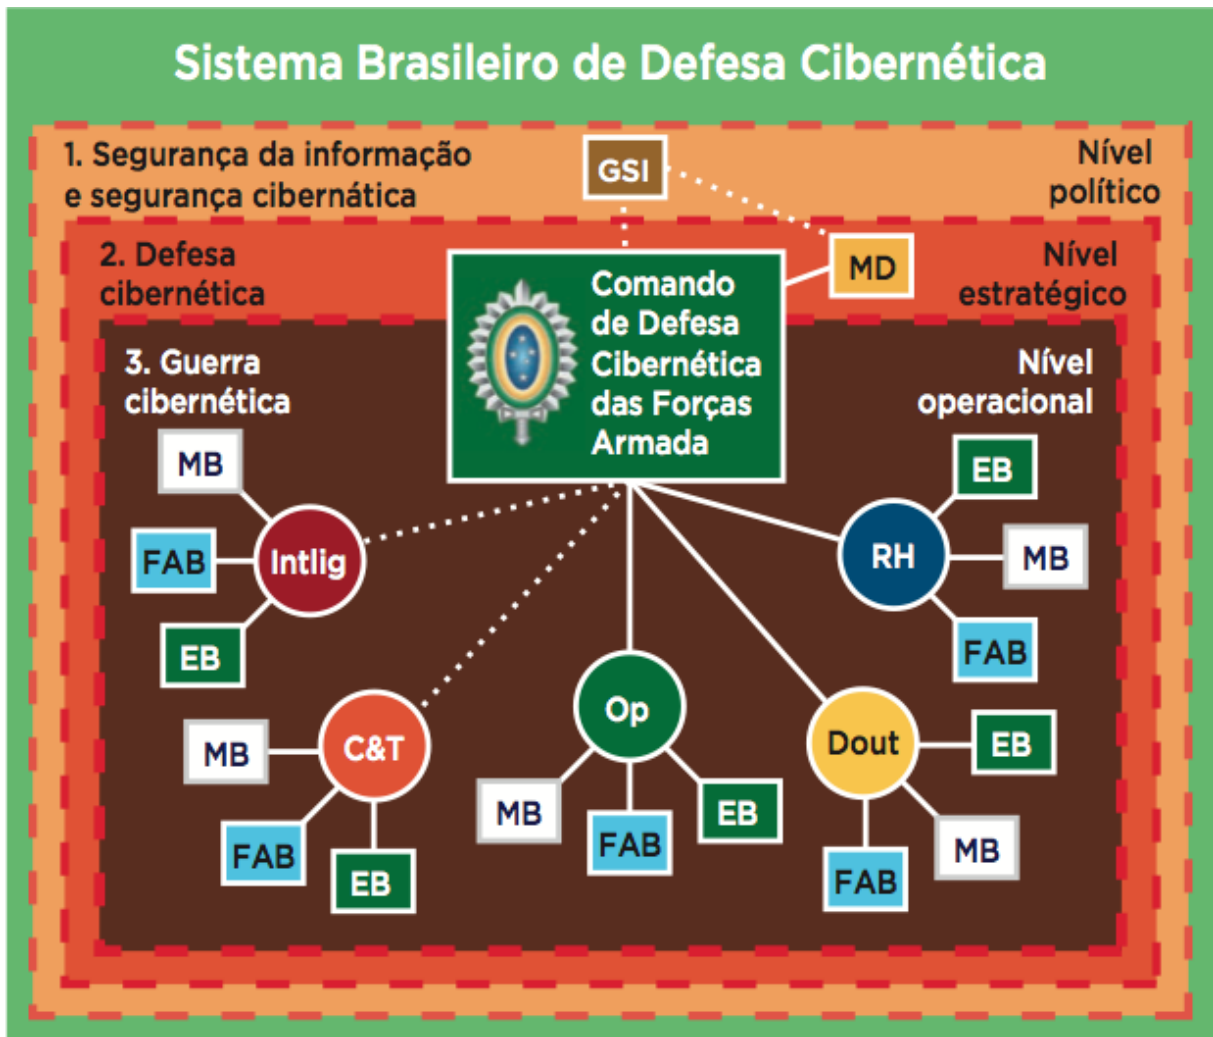 Sistema Brasileiro de Defesa Cibernética
1. Segurança da informação
e segurança cibernática
GSI
Nível
político
2. Defesa
cibernética
MD
Nível
estratégico
Comando
de Defesa
Cibernética
das Forças
Armada
3. Guerra
cibernética
Nível
operacional
MB
FAB
EB
Intlig
EB
MB
FAB
RH
MB
FAB
EB
C&T
Op
MB
FAB
EB
Dout
EB
MB
FAB